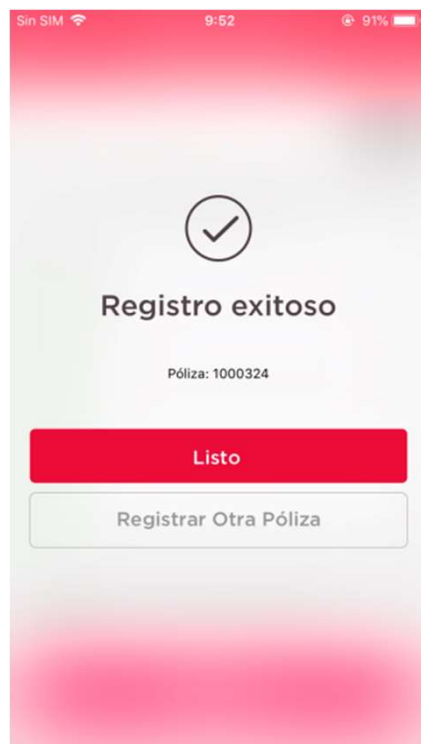 Sin SIM 9:52 91%
Registro exitoso
Póliza: 1000324
Listo
Registrar Otra Póliza